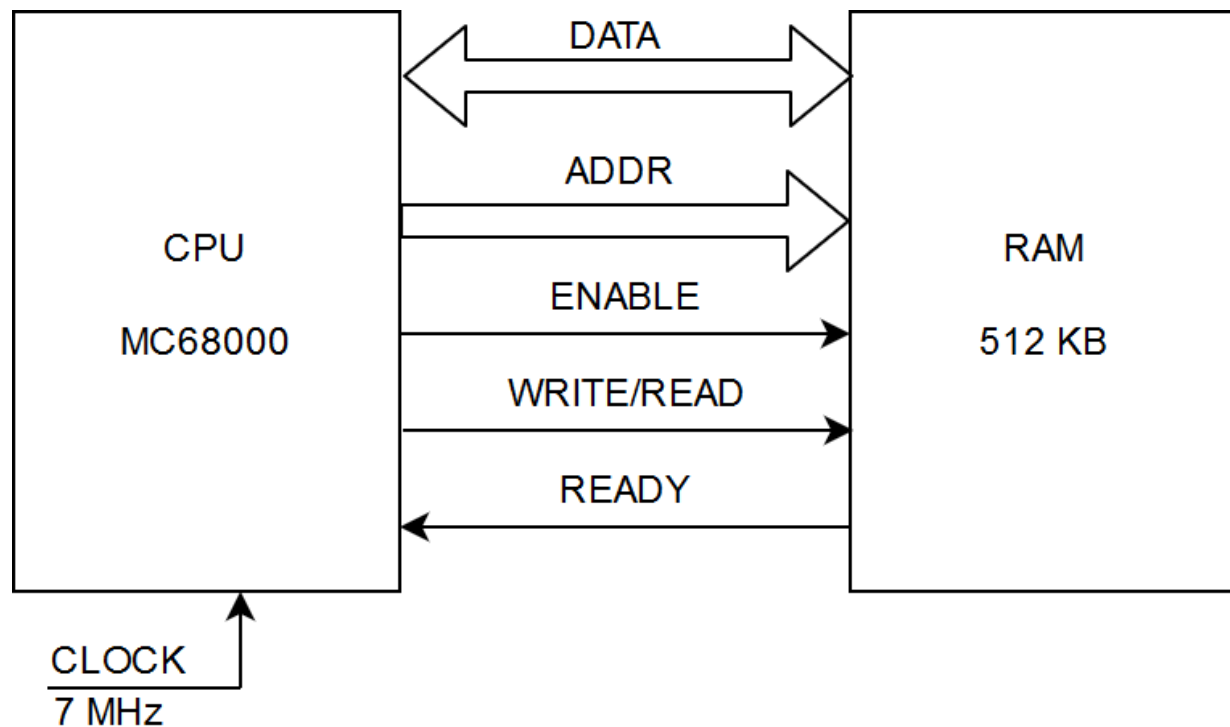 DATA
ADDR
CPU
MC68000
RAM
512 KB
ENABLE
WRITE/READ
READY
CLOCK
7 MHz